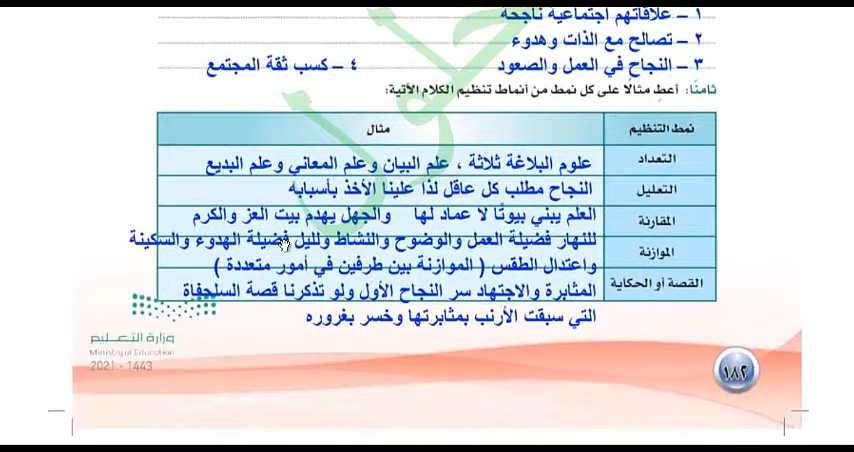 ١ – علاقاتهم اجتماعية ناجحة
٢ – تصالح مع الذات وهدوء
٣ – النجاح في العمل والصعود ٤ – كسب ثقة المجتمع
ثامنًا: أعطِ مثالًا على كل نمط من أنماط تنظيم الكلام الآتية:
نمط التنظيم مثال
التعداد علوم البلاغة ثلاثة ، علم البيان وعلم المعاني وعلم البديع
التعليل النجاح مطلب كل عاقل لذا علينا الأخذ بأسبابه
المقارنة العلم يبني بيوتًا لا عماد لها والجهل يهدم بيت العز والكرم
الموازنة للنهار فضيلة العمل والوضوح والنشاط ولليل فضيلة الهدوء والسكينة
واعتدال الطقس ( الموازنة بين طرفين في أمور متعددة )
القصة أو الحكاية المثابرة والاجتهاد سر النجاح الأول ولو تذكرنا قصة السلحفاة
التي سبقت الأرنب بمثابرتها وخسر بغروره
حلول
وزارة التعليم
Ministry of Education
2021 - 1443
١٨٢